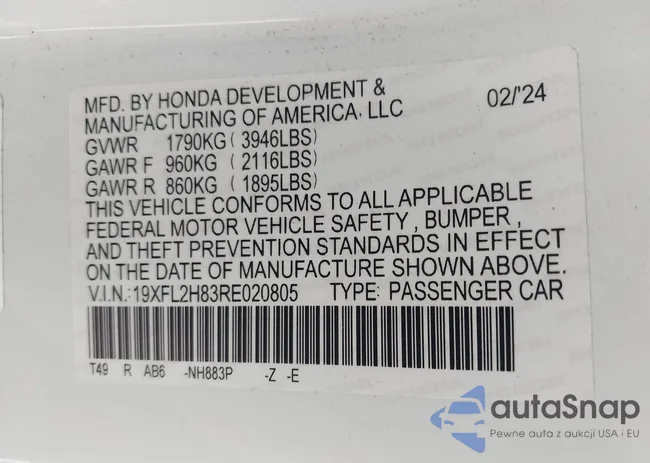 MFD. BY HONDA DEVELOPMENT &
MANUFACTURING OF AMERICA, LLC 02/'24
GVWR 1790KG ( 3946LBS)
GAWR F 960KG ( 2116LBS)
GAWR R 860KG ( 1895LBS)
THIS VEHICLE CONFORMS TO ALL APPLICABLE
FEDERAL MOTOR VEHICLE SAFETY , BUMPER ,
AND THEFT PREVENTION STANDARDS IN EFFECT
ON THE DATE OF MANUFACTURE SHOWN ABOVE.
V.I.N.:19XFL2H83RE020805 TYPE: PASSENGER CAR
T49 R AB6 -NH883P -Z -E
autaSnap
Pewne auta z aukcji USA i EU